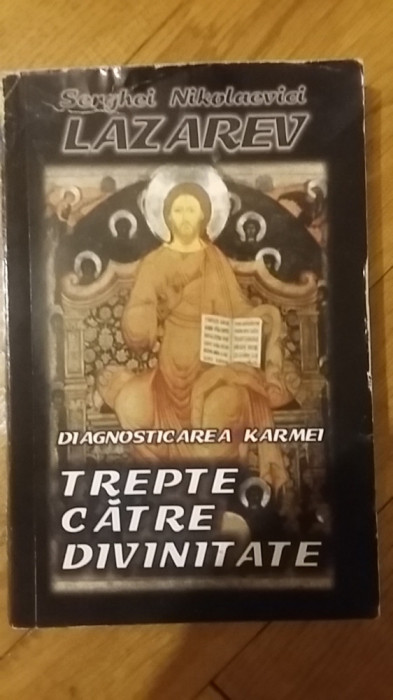 Serghei Nikolaevici
LAZAREV
DIAGNOSTICAREA KARMEI
TREPTE
CĂTRE
DIVINITATE